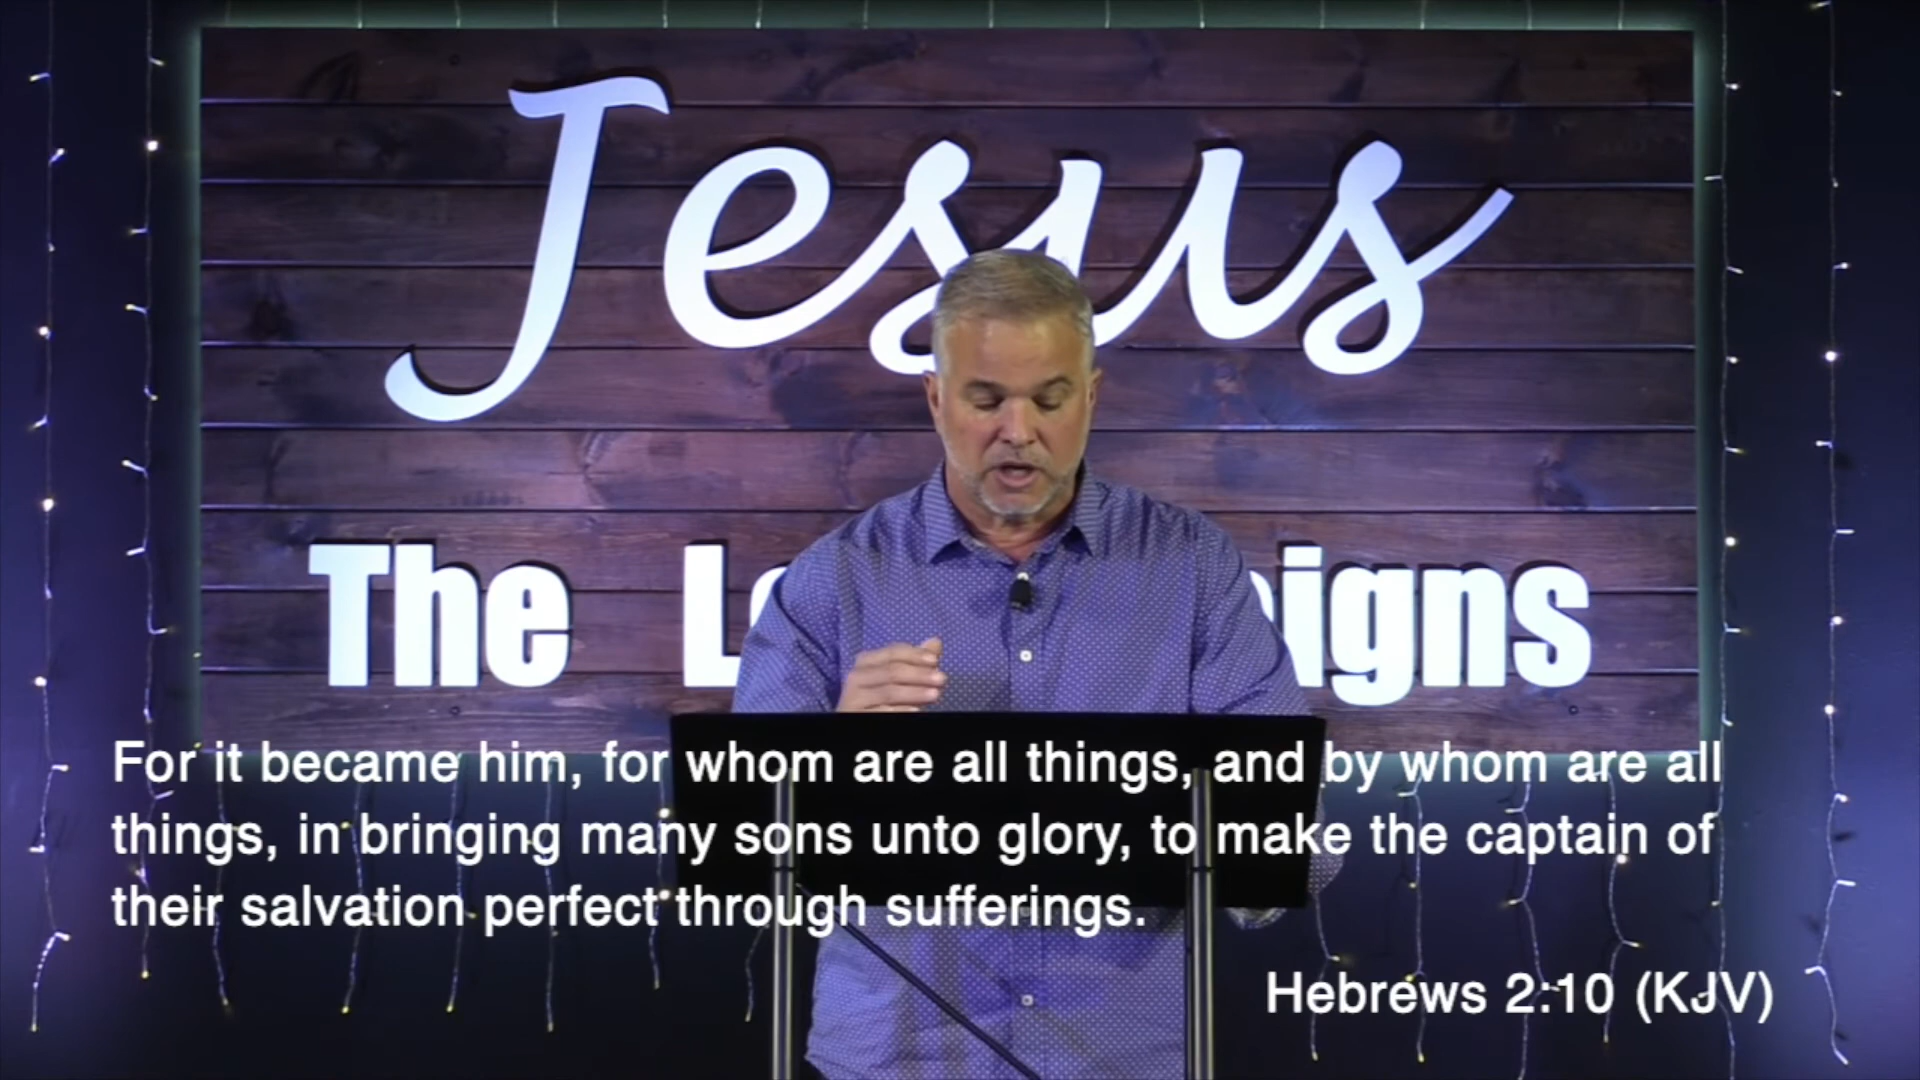 Jesus
The igns
For it became him, for whom are all things, and by whom are all
things, in bringing many sons unto glory, to make the captain of
their salvation perfect through sufferings.
Hebrews 2:10 (KJV)